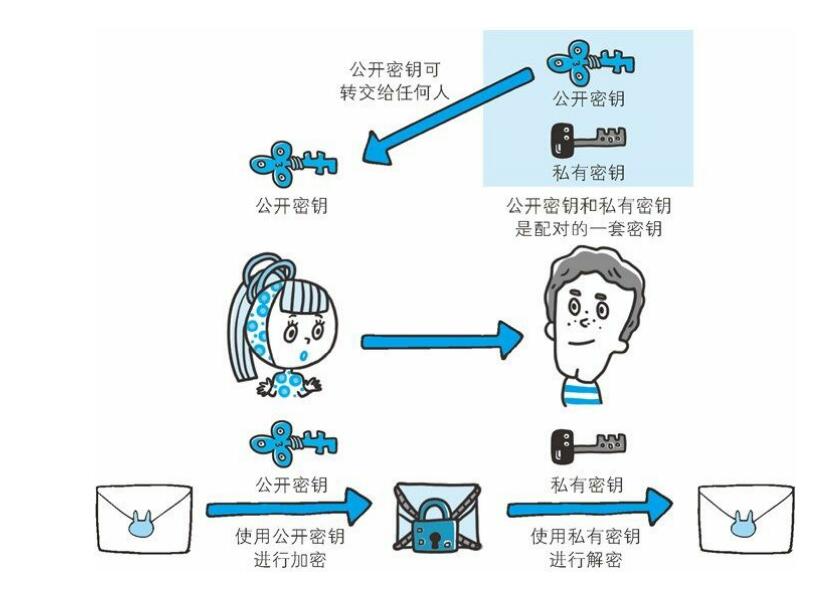 公开密钥可
转交给任何人
公开密钥
私有密钥
公开密钥
公开密钥和私有密钥
是配对的一套密钥
公开密钥
私有密钥
使用公开密钥
进行加密
使用私有密钥
进行解密